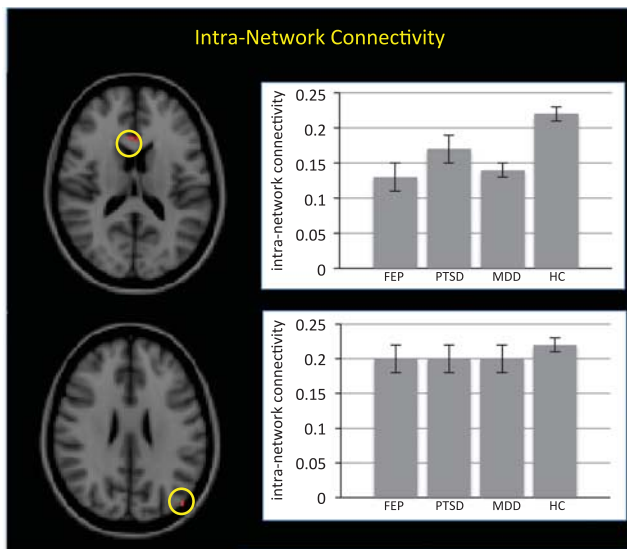 Intra-Network Connectivity
intra-network connectivity
0.25
0.2
0.15
0.1
0.05
0
FEP PTSD MDD HC
intra-network connectivity
0.25
0.2
0.15
0.1
0.05
0
FEP PTSD MDD HC